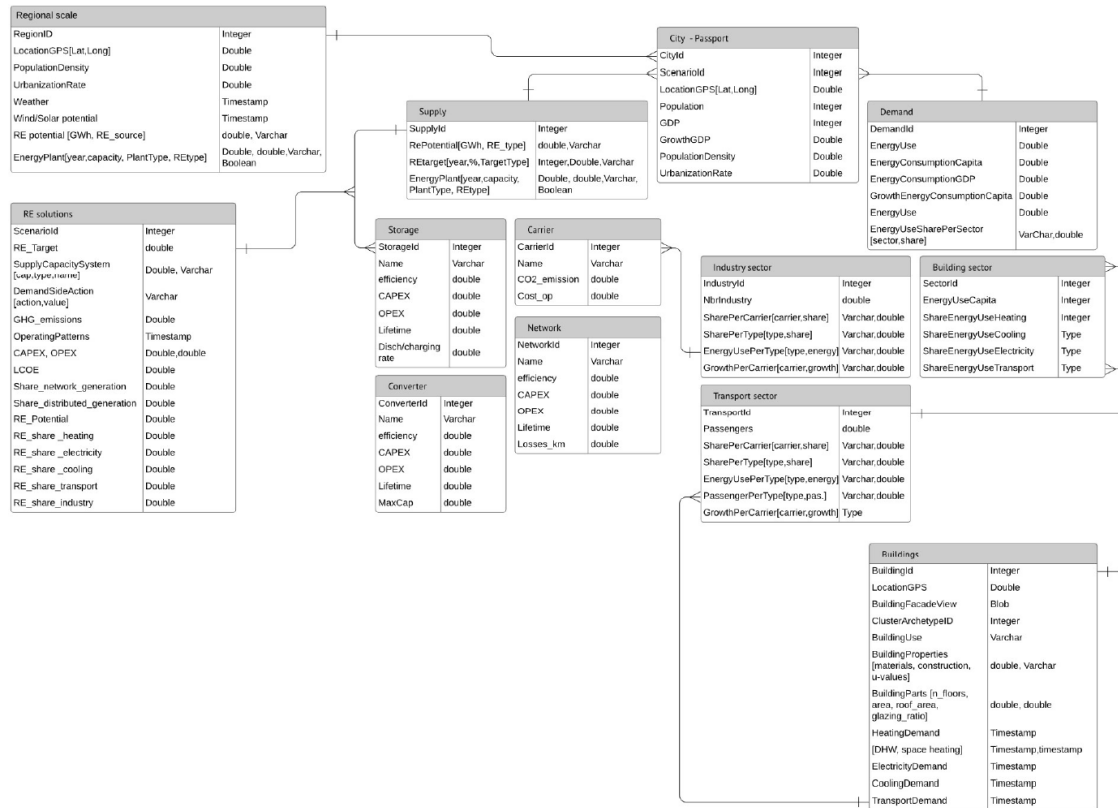 Regional scale
RegionID Integer
LocationGPS[Lat,Long] Double
PopulationDensity Double
UrbanizationRate Double
Weather Timestamp
Wind/Solar potential Timestamp
RE potential [GWh, RE_source] double, Varchar
EnergyPlant[year,capacity, PlantType, REtype] Double, double,Varchar,
Boolean
City - Passport
CityId Integer
ScenarioId Integer
LocationGPS[Lat,Long] Double
Population Integer
GDP Integer
GrowthGDP Double
PopulationDensity Double
UrbanizationRate Double
Supply
SupplyId Integer
RePotential[GWh, RE_type] double,Varchar
REtarget[year,%,TargetType] Integer,Double,Varchar
EnergyPlant[year,capacity,
PlantType, REtype] Double, double,Varchar,
Boolean
Demand
DemandId Integer
EnergyUse Double
EnergyConsumptionCapita Double
EnergyConsumptionGDP Double
GrowthEnergyConsumptionCapita Double
EnergyUse Double
EnergyUseSharePerSector
[sector,share] VarChar,double
RE solutions
ScenarioId Integer
RE_Target double
SupplyCapacitySystem
[cap,type,name] Double, Varchar
DemandSideAction
[action,value] Varchar
GHG_emissions Double
OperatingPatterns Timestamp
CAPEX, OPEX Double,double
LCOE Double
Share_network_generation Double
Share_distributed_generation Double
RE_Potential Double
RE_share _heating Double
RE_share _electricity Double
RE_share _cooling Double
RE_share_transport Double
RE_share_industry Double
Storage
StorageId Integer
Name Varchar
efficiency double
CAPEX double
OPEX double
Lifetime double
Disch/charging
rate double
Carrier
CarrierId Integer
Name Varchar
CO2_emission double
Cost_op double
Network
NetworkId Integer
Name Varchar
efficiency double
CAPEX double
OPEX double
Lifetime double
Losses_km double
Converter
ConverterId Integer
Name Varchar
efficiency double
CAPEX double
OPEX double
Lifetime double
MaxCap double
Industry sector
IndustryId Integer
NbrIndustry double
SharePerCarrier[carrier,share] Varchar,double
SharePerType[type,share] Varchar,double
EnergyUsePerType[type,energy] Varchar,double
GrowthPerCarrier[carrier,growth] Varchar,double
Building sector
SectorId Integer
EnergyUseCapita Integer
ShareEnergyUseHeating Integer
ShareEnergyUseCooling Type
ShareEnergyUseElectricity Type
ShareEnergyUseTransport Type
Transport sector
TransportId Integer
Passengers double
SharePerCarrier[carrier,share] Varchar,double
SharePerType[type,share] Varchar,double
EnergyUsePerType[type,energy] Varchar,double
PassengerPerType[type,pas.] Varchar,double
GrowthPerCarrier[carrier,growth] Type
Buildings
BuildingId Integer
LocationGPS Double
BuildingFacadeView Blob
ClusterArchetypeID Integer
BuildingUse Varchar
BuildingProperties
[materials, construction,
u-values] double, Varchar
BuildingParts [n_floors,
area, roof_area,
glazing_ratio] double, double
HeatingDemand Timestamp
[DHW, space heating] Timestamp,timestamp
ElectricityDemand Timestamp
CoolingDemand Timestamp
TransportDemand Timestamp